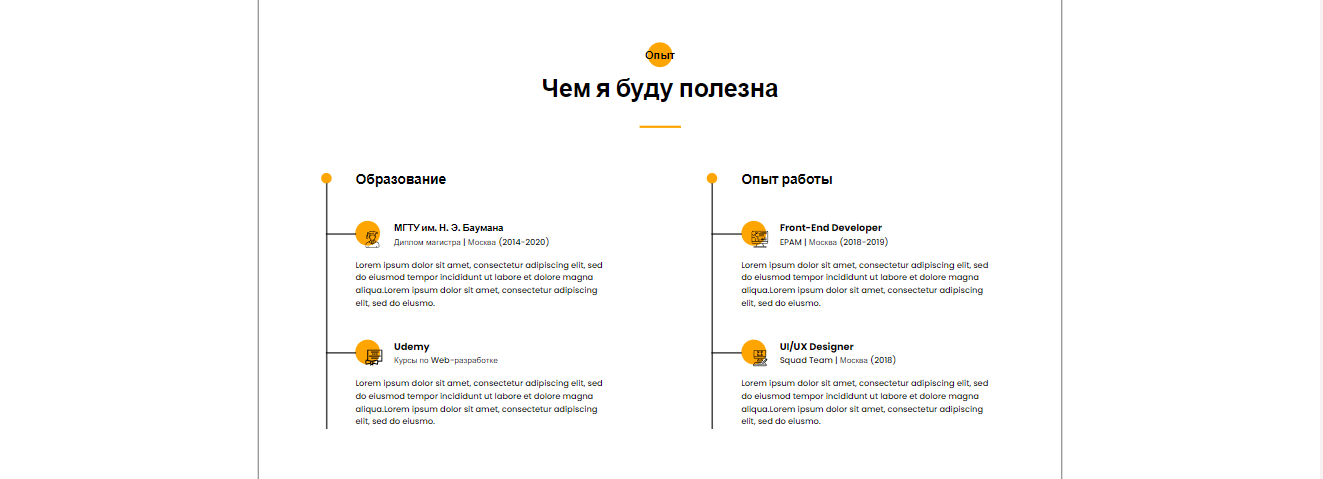 Опыт
Чем я буду полезна
Образование
МГТУ им. Н. Э. Баумана
Диплом магистра | Москва (2014-2020)
Lorem ipsum dolor sit amet, consectetur adipiscing elit, sed
do eiusmod tempor incididunt ut labore et dolore magna
aliqua.Lorem ipsum dolor sit amet, consectetur adipiscing
elit, sed do eiusmo.
Udemy
Курсы по Web-разработке
Lorem ipsum dolor sit amet, consectetur adipiscing elit, sed
do eiusmod tempor incididunt ut labore et dolore magna
aliqua.Lorem ipsum dolor sit amet, consectetur adipiscing
elit, sed do eiusmo.
Опыт работы
Front-End Developer
EPAM | Москва (2018-2019)
Lorem ipsum dolor sit amet, consectetur adipiscing elit, sed
do eiusmod tempor incididunt ut labore et dolore magna
aliqua.Lorem ipsum dolor sit amet, consectetur adipiscing
elit, sed do eiusmo.
UI/UX Designer
Squad Team | Москва (2018)
Lorem ipsum dolor sit amet, consectetur adipiscing elit, sed
do eiusmod tempor incididunt ut labore et dolore magna
aliqua.Lorem ipsum dolor sit amet, consectetur adipiscing
elit, sed do eiusmo.